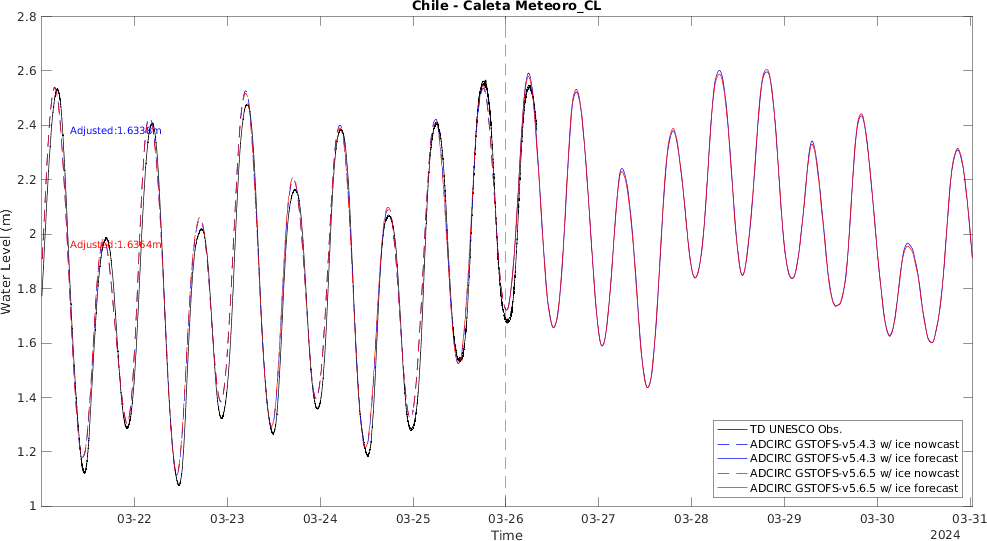 Chile - Caleta Meteoro_CL
2.8
2.6
2.4
2.2
2
1.8
1.6
1.4
1.2
1
Water Level (m)
Adjusted:1.6336m
Adjusted:1.6364m
TD UNESCO Obs.
ADCIRC GSTOFS-v5.4.3 w/ ice nowcast
ADCIRC GSTOFS-v5.4.3 w/ ice forecast
ADCIRC GSTOFS-v5.6.5 w/ ice nowcast
ADCIRC GSTOFS-v5.6.5 w/ ice forecast
03-22 03-23 03-24 03-25 03-26 03-27 03-28 03-29 03-30 03-31
Time
2024